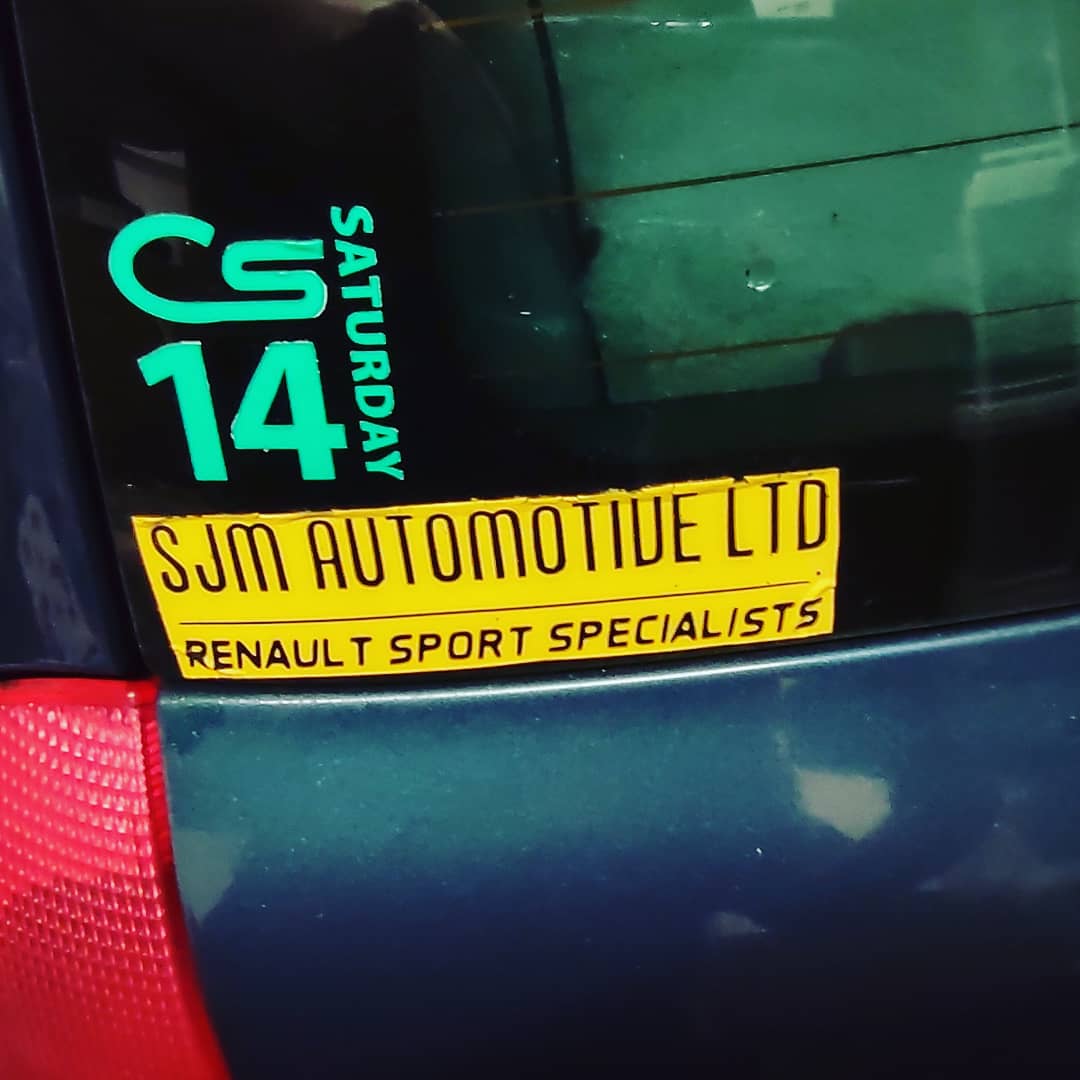 CS
14
SATURDAY
SJM AUTOMOTIVE LTD
RENAULT SPORT SPECIALISTS